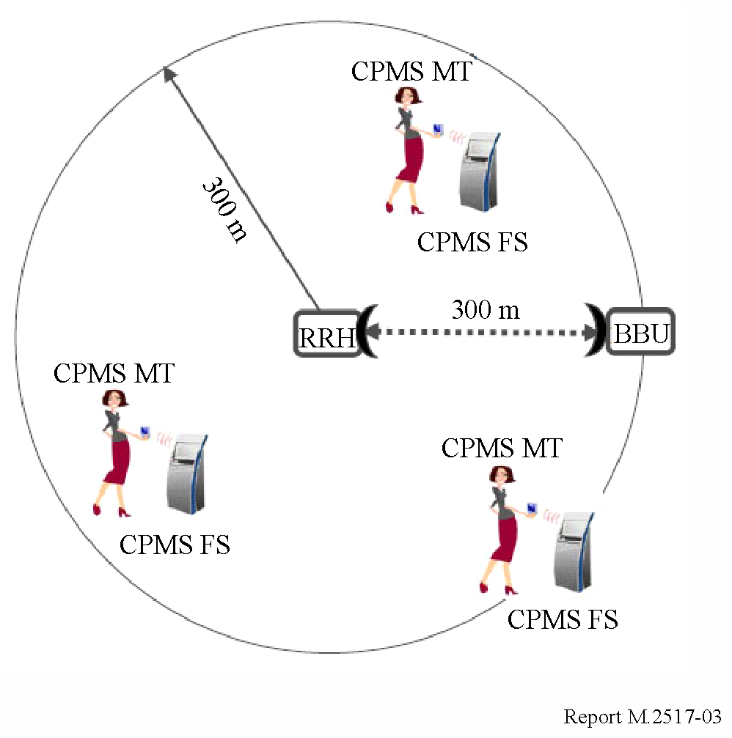 CPMS MT
300 m
CPMS FS
300 m
RRH
BBU
CPMS MT
CPMS MT
CPMS FS
CPMS FS
Report M.2517-03